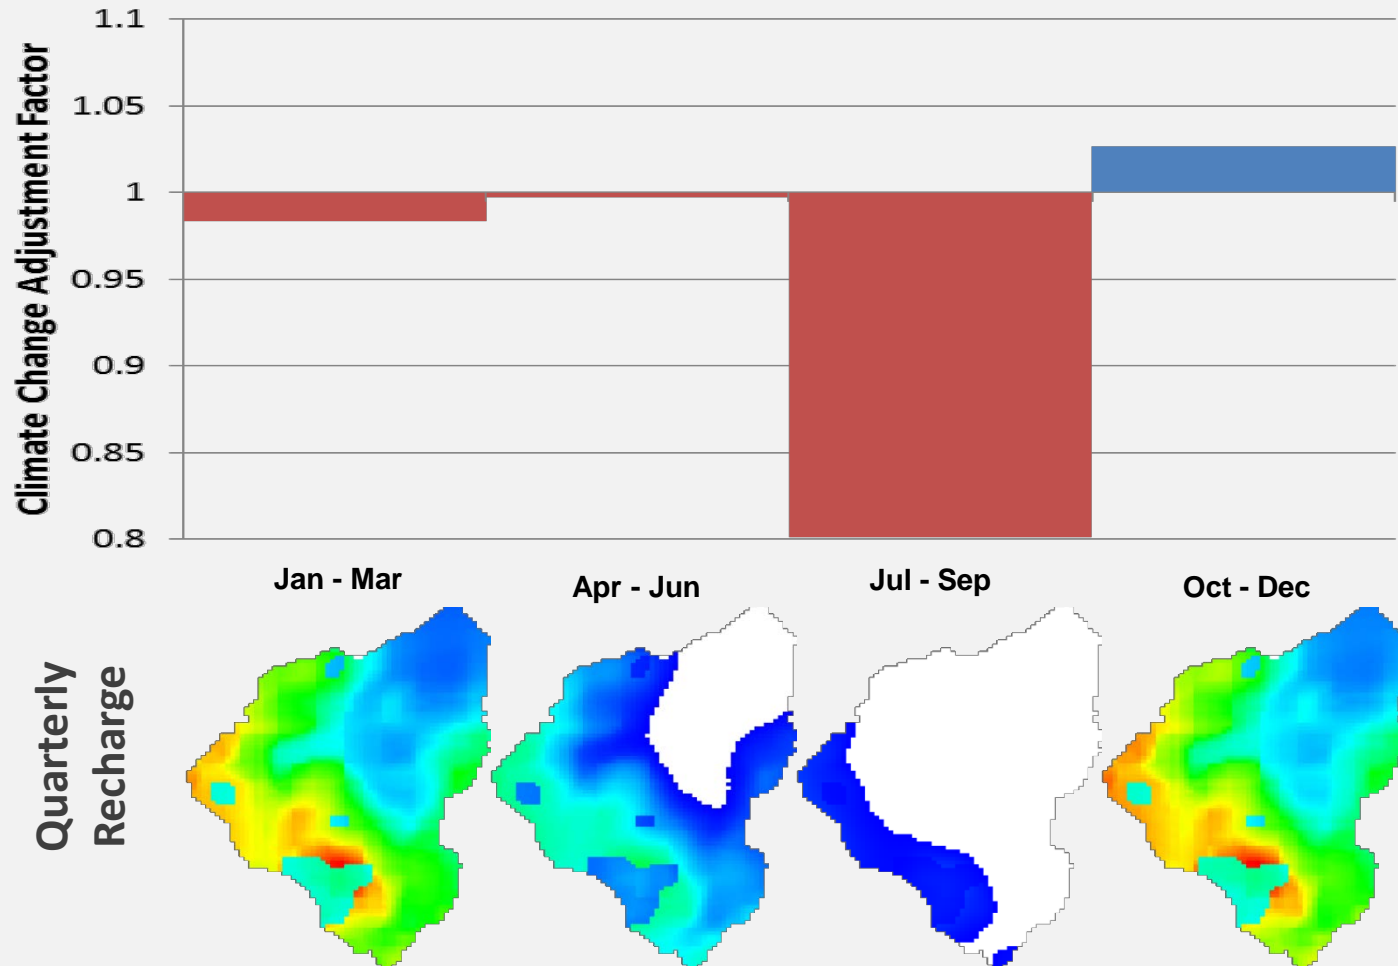 Climate Change Adjustment Factor
1.1
1.05
1
0.95
0.9
0.85
0.8
Jan - Mar
Apr - Jun
Jul - Sep
Oct - Dec
Quarterly
Recharge